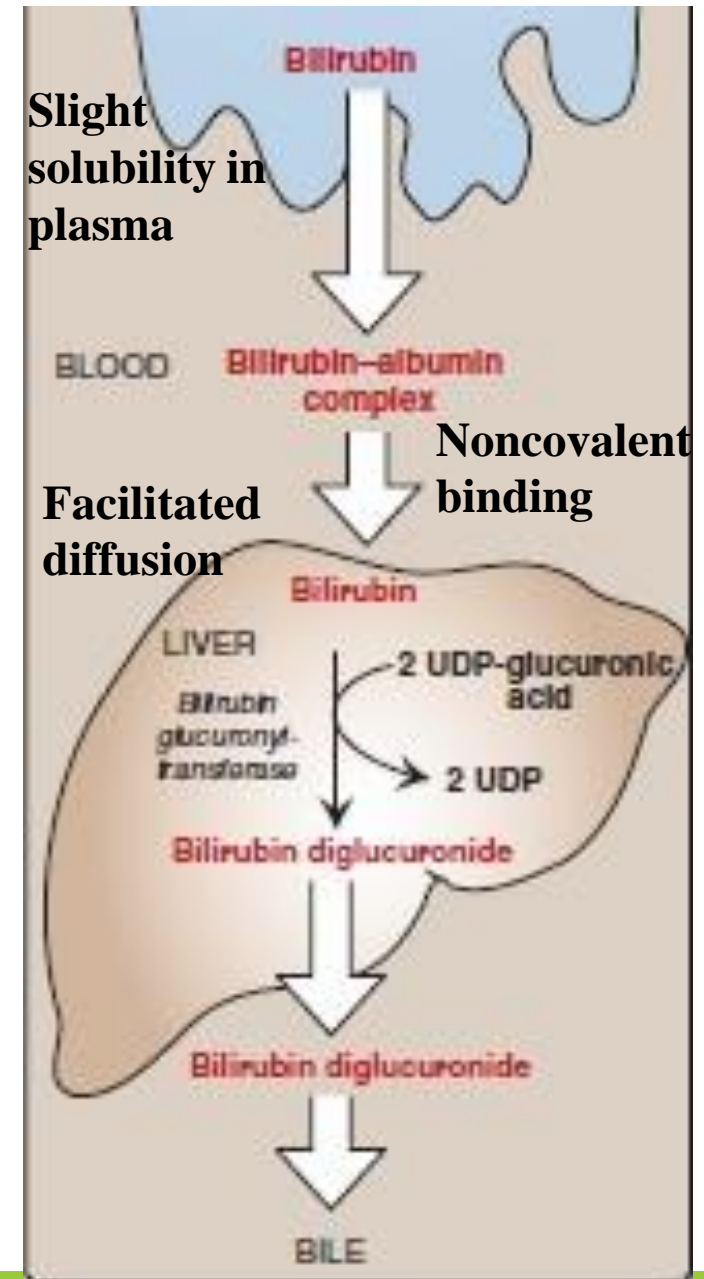 Bilirubin
Slight
solubility in
plasma
BLOOD
Bilirubin–albumin
complex
Noncovalent
binding
Facilitated
diffusion
Bilirubin
LIVER
2 UDP-glucuronic
acid
Bilirubin
glucuronyl-
transferase
2 UDP
Bilirubin diglucuronide
Bilirubin diglucuronide
BILE